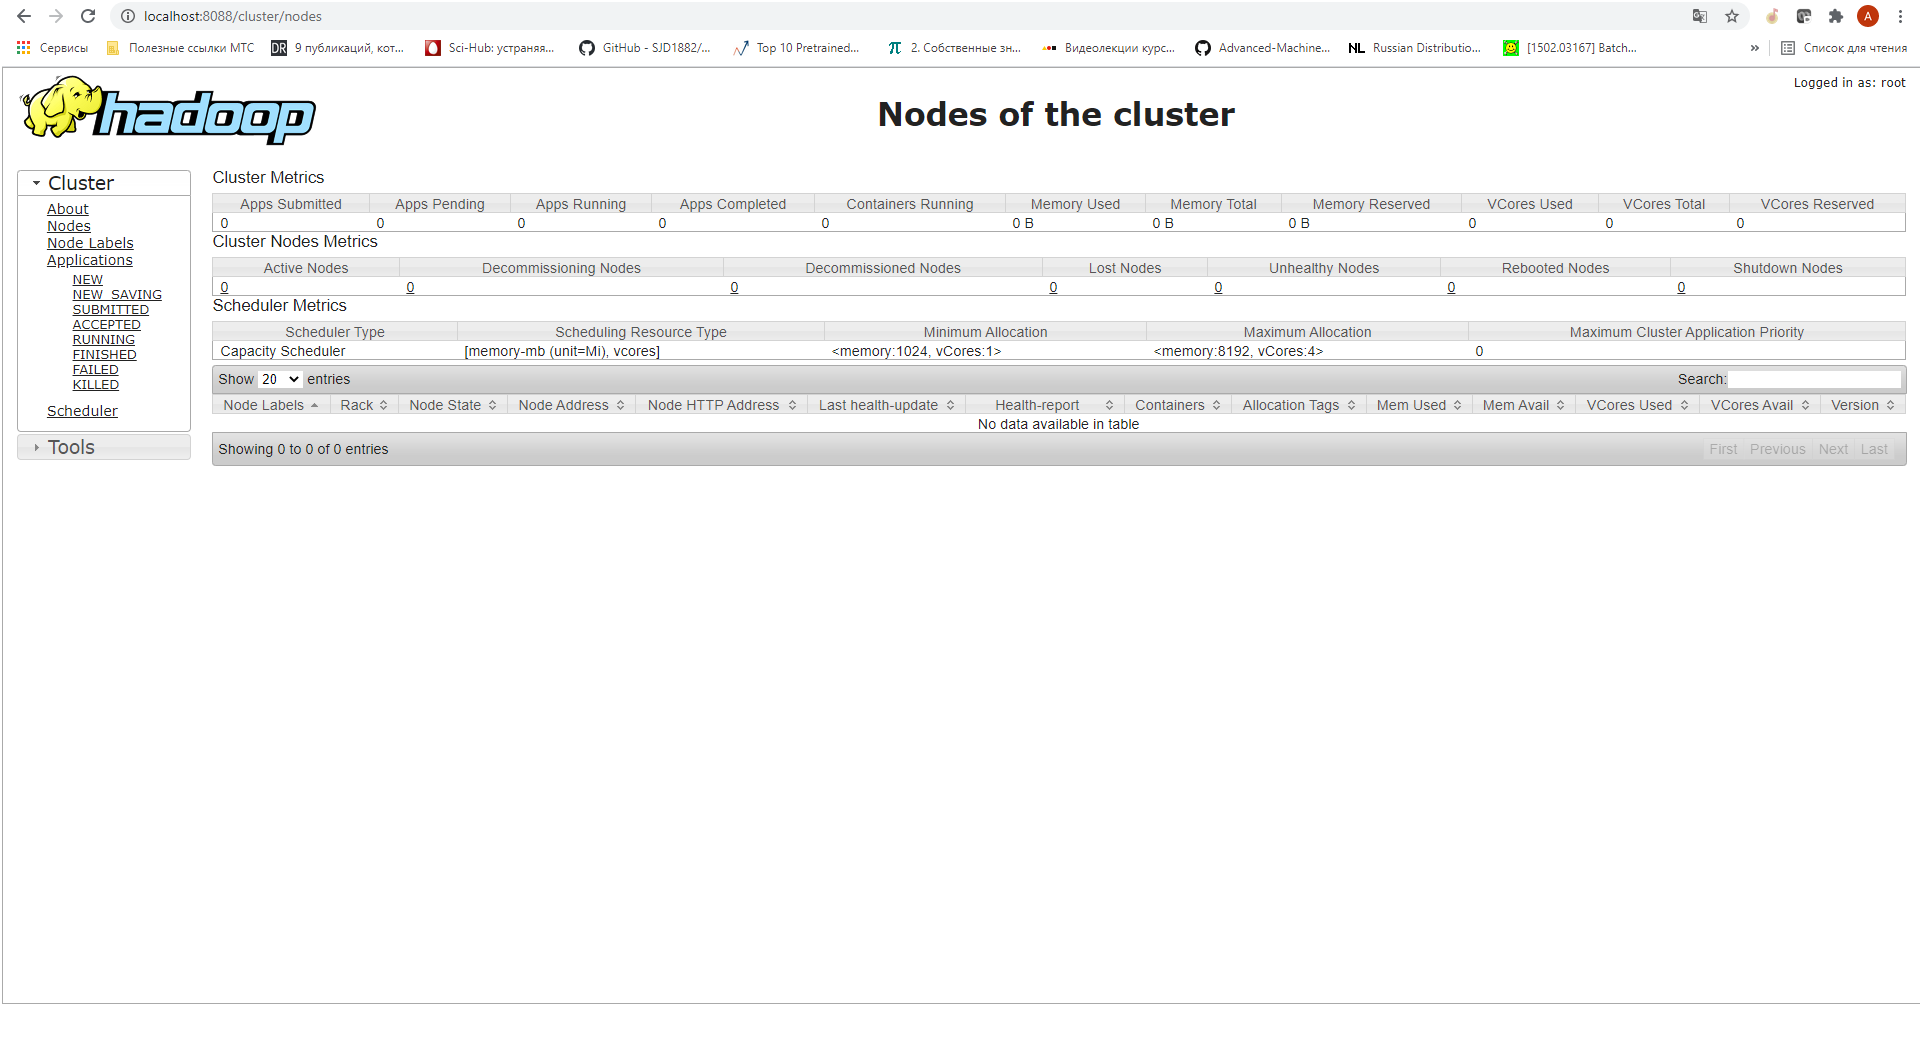 localhost:8088/cluster/nodes
A
Сервисы Полезные ссылки МТС DR 9 публикаций, кот... Sci-Hub: устраняя... GitHub - SJD1882/... Top 10 Pretrained... π 2. Собственные зн... Видеолекции курс... Advanced-Machine... NL Russian Distributio... [1502.03167] Batch... » Список для чтения
Logged in as: root
hadoop
Nodes of the cluster
Cluster
About
Nodes
Node Labels
Applications
NEW
NEW_SAVING
SUBMITTED
ACCEPTED
RUNNING
FINISHED
FAILED
KILLED
Scheduler
Tools
Cluster Metrics
Apps Submitted Apps Pending Apps Running Apps Completed Containers Running Memory Used Memory Total Memory Reserved VCores Used VCores Total VCores Reserved
0 0 0 0 0 0 B 0 B 0 B 0 0 0
Cluster Nodes Metrics
Active Nodes Decommissioning Nodes Decommissioned Nodes Lost Nodes Unhealthy Nodes Rebooted Nodes Shutdown Nodes
0 0 0 0 0 0 0
Scheduler Metrics
Scheduler Type Scheduling Resource Type Minimum Allocation Maximum Allocation Maximum Cluster Application Priority
Capacity Scheduler [memory-mb (unit=Mi), vcores] <memory:1024, vCores:1> <memory:8192, vCores:4> 0
Show 20 entries Search:
Node Labels Rack Node State Node Address Node HTTP Address Last health-update Health-report Containers Allocation Tags Mem Used Mem Avail VCores Used VCores Avail Version
No data available in table
Showing 0 to 0 of 0 entries First Previous Next Last